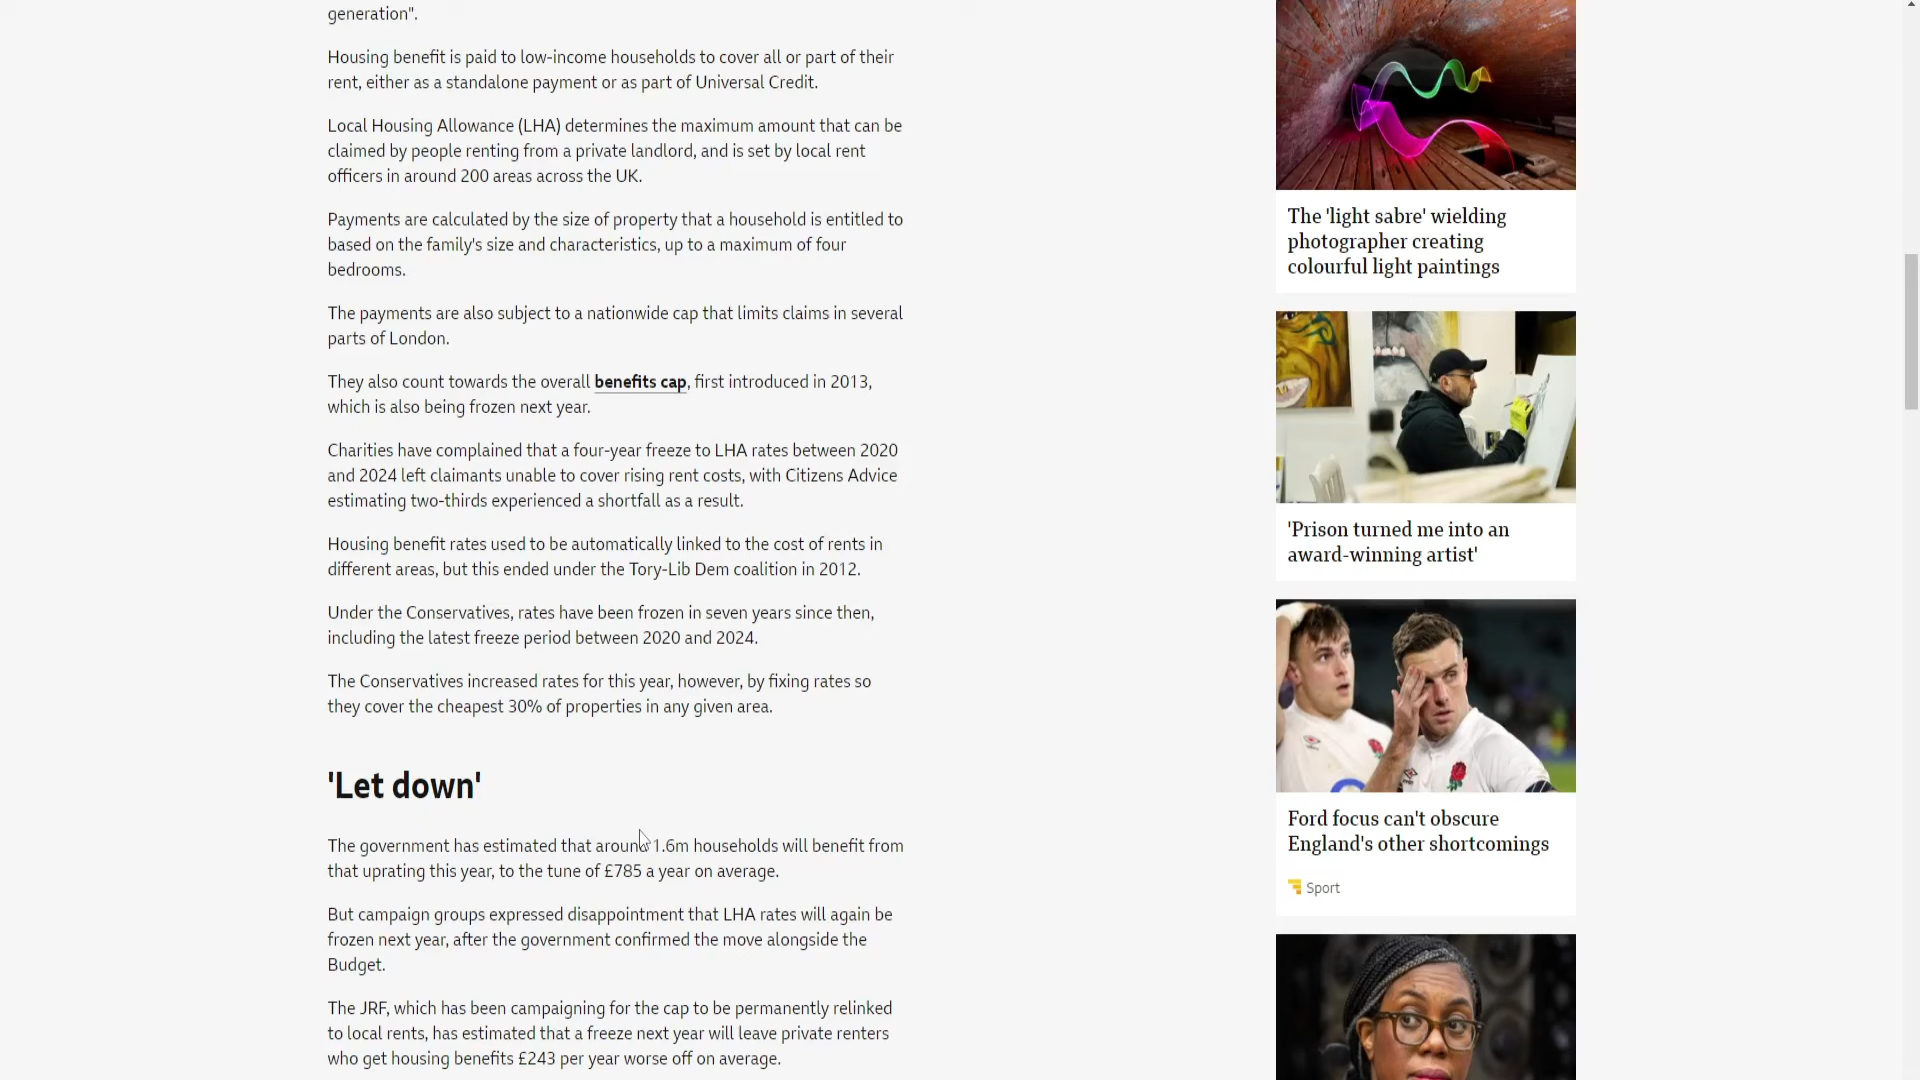 generation".
Housing benefit is paid to low-income households to cover all or part of their
rent, either as a standalone payment or as part of Universal Credit.
Local Housing Allowance (LHA) determines the maximum amount that can be
claimed by people renting from a private landlord, and is set by local rent
officers in around 200 areas across the UK.
Payments are calculated by the size of property that a household is entitled to
based on the family's size and characteristics, up to a maximum of four
bedrooms.
The payments are also subject to a nationwide cap that limits claims in several
parts of London.
They also count towards the overall benefits cap, first introduced in 2013,
which is also being frozen next year.
Charities have complained that a four-year freeze to LHA rates between 2020
and 2024 left claimants unable to cover rising rent costs, with Citizens Advice
estimating two-thirds experienced a shortfall as a result.
Housing benefit rates used to be automatically linked to the cost of rents in
different areas, but this ended under the Tory-Lib Dem coalition in 2012.
Under the Conservatives, rates have been frozen in seven years since then,
including the latest freeze period between 2020 and 2024.
The Conservatives increased rates for this year, however, by fixing rates so
they cover the cheapest 30% of properties in any given area.
'Let down'
The government has estimated that around 1.6m households will benefit from
that uprating this year, to the tune of £785 a year on average.
But campaign groups expressed disappointment that LHA rates will again be
frozen next year, after the government confirmed the move alongside the
Budget.
The JRF, which has been campaigning for the cap to be permanently relinked
to local rents, has estimated that a freeze next year will leave private renters
who get housing benefits £243 per year worse off on average.
The 'light sabre' wielding
photographer creating
colourful light paintings
'Prison turned me into an
award-winning artist'
Ford focus can't obscure
England's other shortcomings
Sport